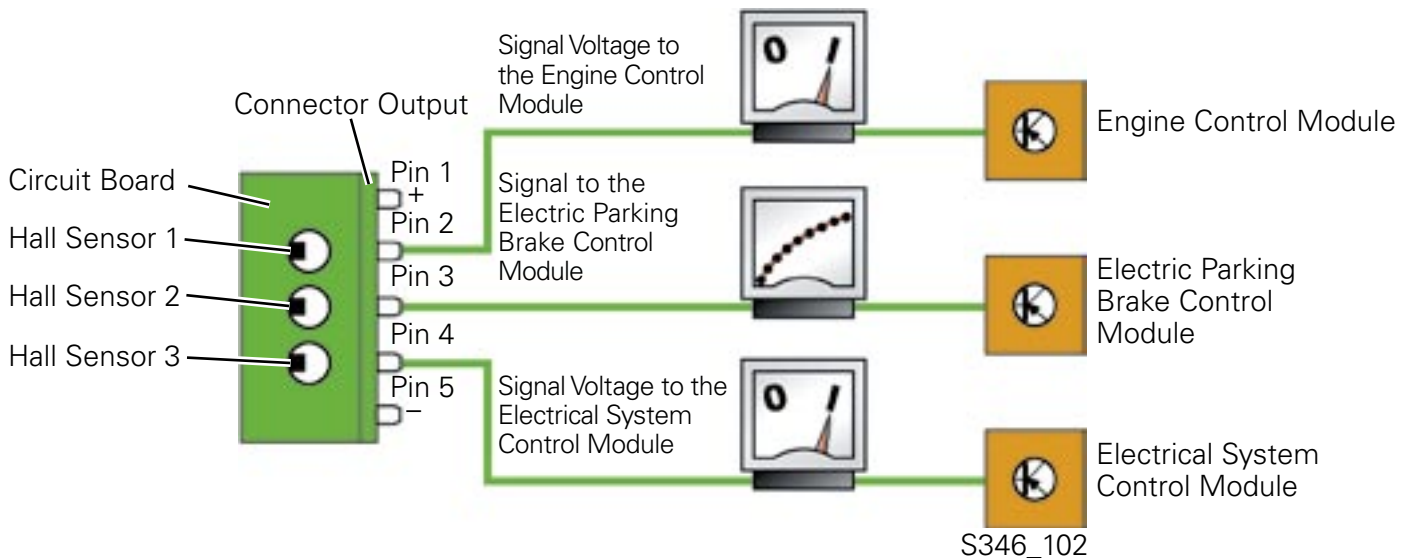 Signal Voltage to
the Engine Control
Module
0 1
Connector Output
Engine Control Module
Circuit Board
Pin 1
+
Hall Sensor 1
Pin 2
Signal to the
Electric Parking
Brake Control
Module
Hall Sensor 2
Pin 3
Electric Parking
Brake Control
Module
Hall Sensor 3
Pin 4
Pin 5
–
Signal Voltage to the
Electrical System
Control Module
0 1
Electrical System
Control Module
S346_102